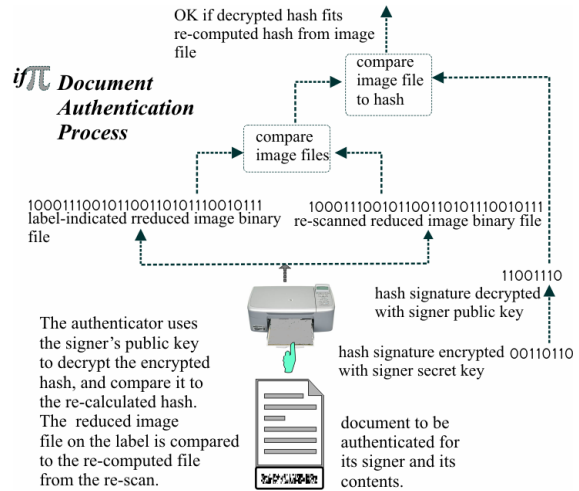 OK if decrypted hash fits
re-computed hash from image
file
ifπ Document
Authentication
Process
compare
image file
to hash
compare
image files
1000111001011001101011110010111
label-indicated rreduced image binary
file
1000111001011001101011110010111
re-scanned reduced image binary file
11001110
hash signature decrypted
with signer public key
hash signature encrypted 00110110
with signer secret key
The authenticator uses
the signer's public key
to decrypt the encrypted
hash, and compare it to
the re-calculated hash.
The reduced image
file on the label is compared
to the re-computed file
from the re-scan.
document to be
authenticated for
its signer and its
contents.